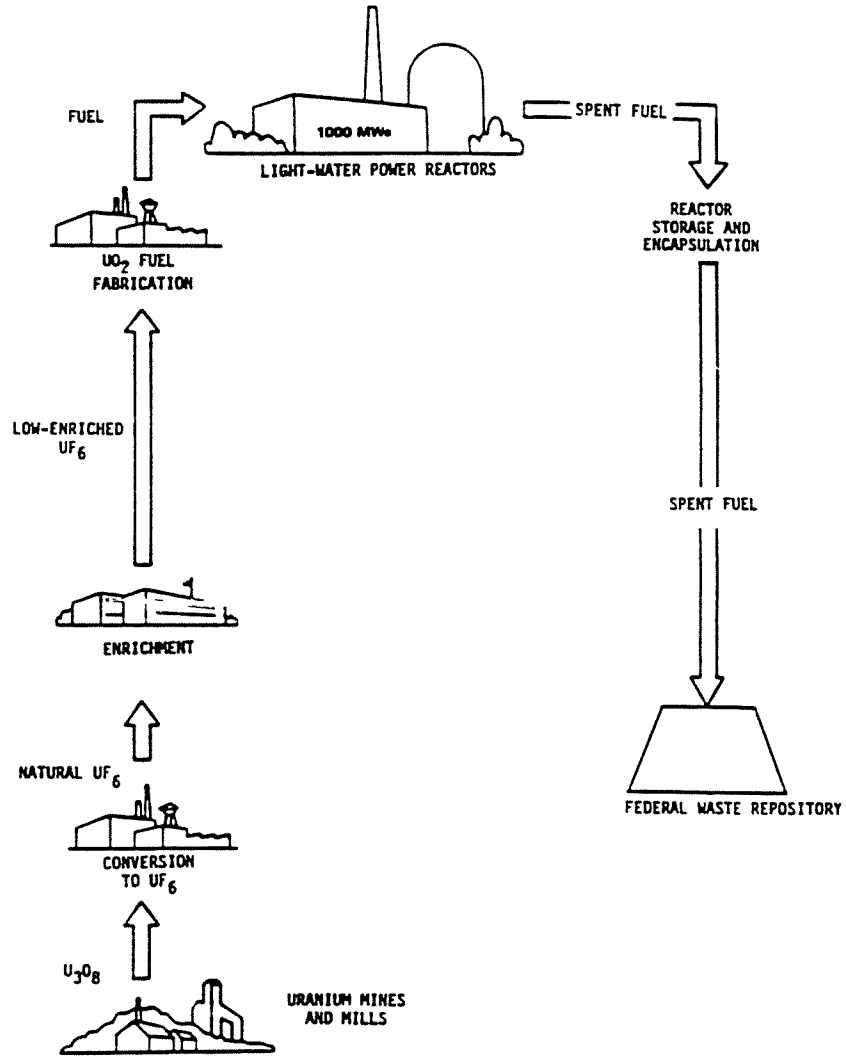 FUEL
1000 MWe
LIGHT-WATER POWER REACTORS
SPENT FUEL
REACTOR
STORAGE AND
ENCAPSULATION
UO₂ FUEL
FABRICATION
LOW-ENRICHED
UF₆
SPENT FUEL
ENRICHMENT
NATURAL UF₆
FEDERAL WASTE REPOSITORY
CONVERSION
TO UF₆
U₃O₈
URANIUM MINES
AND MILLS